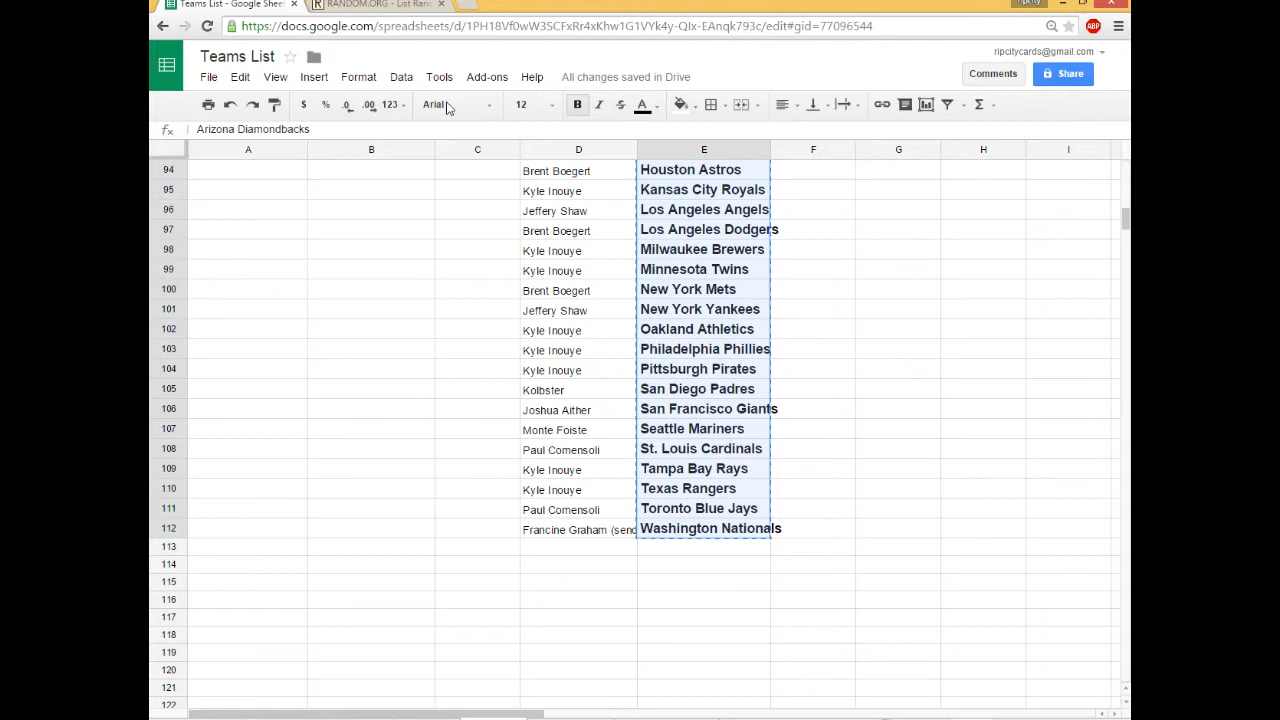 Teams List - Google Sheet
RANDOM.ORG - List Ran
ripcity
https://docs.google.com/spreadsheets/d/1PH18Vf0wW3SCFxRr4xKhw1G1VYk4y-QIx-EAnqk793c/edit#gid=77096544
ABP
Teams List
ripcitycards@gmail.com
File Edit View Insert Format Data Tools Add-ons Help All changes saved in Drive
Comments
Share
$ % .0 .00 123 Arial 12 B I S A Σ
fx Arizona Diamondbacks
A B C D E F G H I
94 Brent Boegert Houston Astros
95 Kyle Inouye Kansas City Royals
96 Jeffery Shaw Los Angeles Angels
97 Brent Boegert Los Angeles Dodgers
98 Kyle Inouye Milwaukee Brewers
99 Kyle Inouye Minnesota Twins
100 Brent Boegert New York Mets
101 Jeffery Shaw New York Yankees
102 Kyle Inouye Oakland Athletics
103 Kyle Inouye Philadelphia Phillies
104 Kyle Inouye Pittsburgh Pirates
105 Kolbster San Diego Padres
106 Joshua Aither San Francisco Giants
107 Monte Foiste Seattle Mariners
108 Paul Comensoli St. Louis Cardinals
109 Kyle Inouye Tampa Bay Rays
110 Kyle Inouye Texas Rangers
111 Paul Comensoli Toronto Blue Jays
112 Francine Graham (send Washington Nationals
113
114
115
116
117
118
119
120
121
122